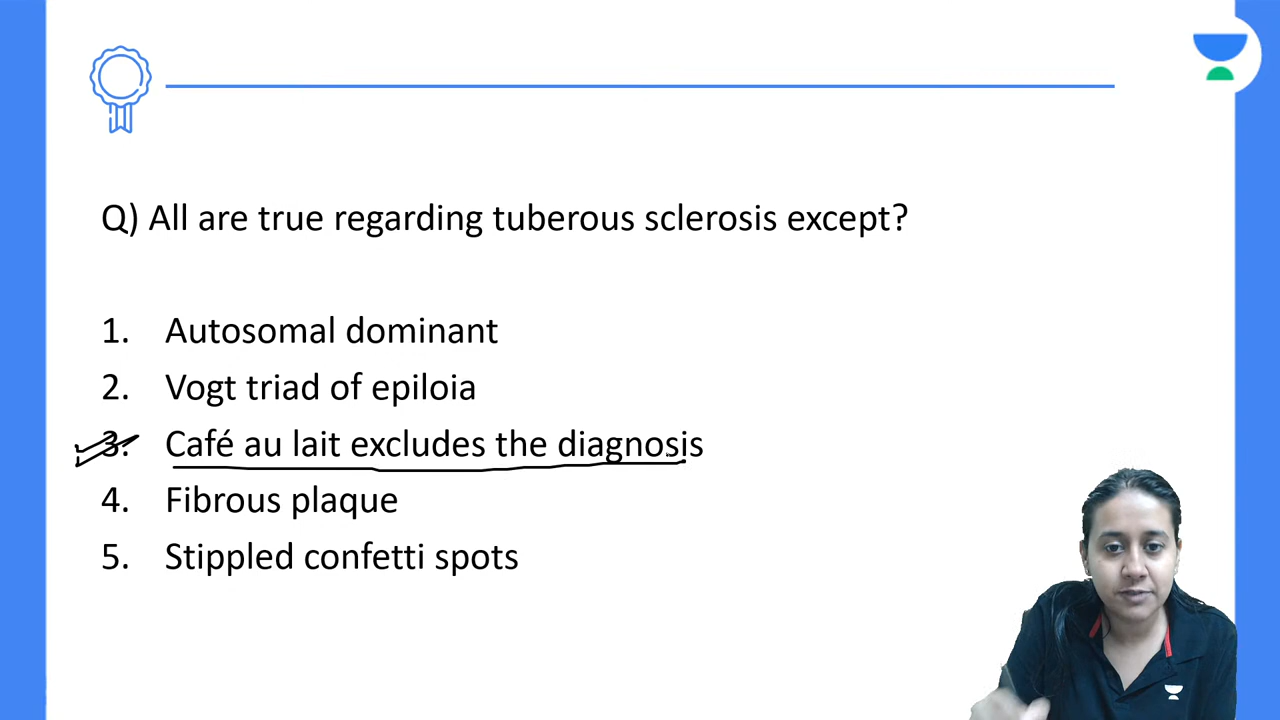 Q) All are true regarding tuberous sclerosis except?
1. Autosomal dominant
2. Vogt triad of epiloia
3. Café au lait excludes the diagnosis
4. Fibrous plaque
5. Stippled confetti spots